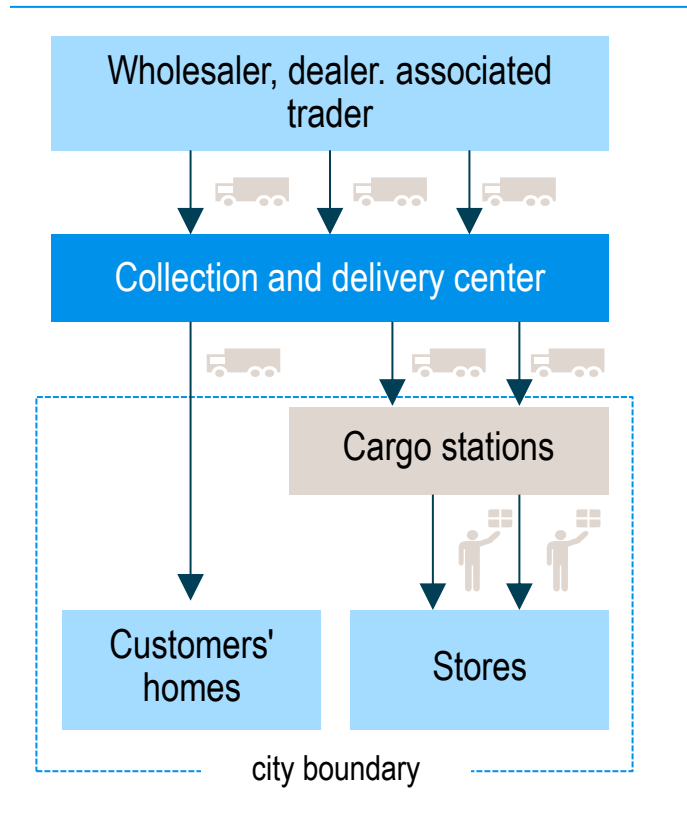 Wholesaler, dealer. associated
trader
Collection and delivery center
Cargo stations
Customers'
homes
Stores
city boundary